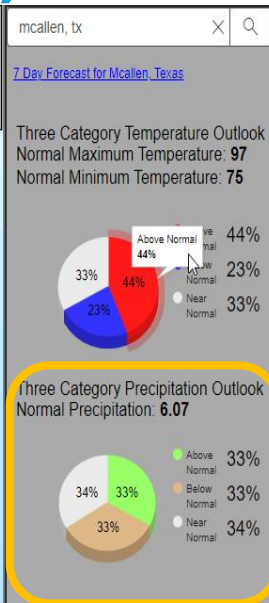 mcallen, tx
7 Day Forecast for Mcallen, Texas
Three Category Temperature Outlook
Normal Maximum Temperature: 97
Normal Minimum Temperature: 75
Above Normal
44%
44%
23%
33%
44%
Normal 23%
Near Normal 33%
Three Category Precipitation Outlook
Normal Precipitation: 6.07
34%
33%
33%
Above Normal 33%
Below Normal 33%
Near Normal 34%